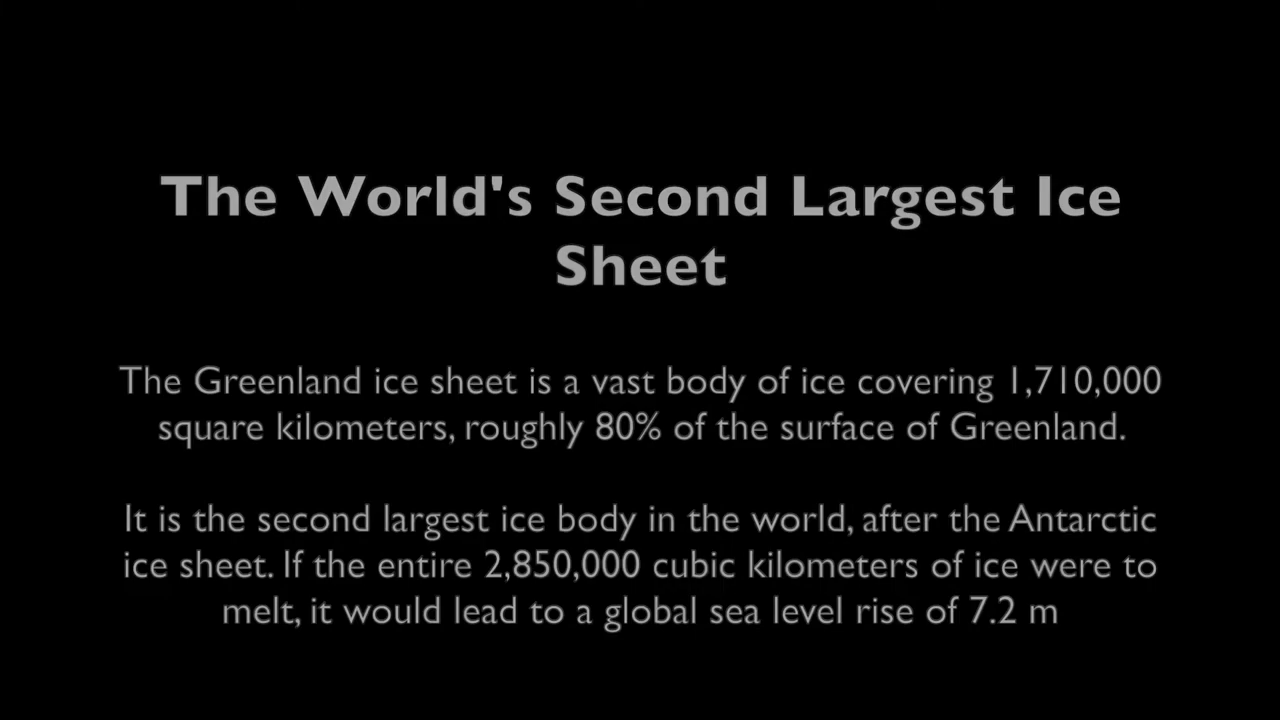 The World's Second Largest Ice
Sheet
The Greenland ice sheet is a vast body of ice covering 1,710,000
square kilometers, roughly 80% of the surface of Greenland.
It is the second largest ice body in the world, after the Antarctic
ice sheet. If the entire 2,850,000 cubic kilometers of ice were to
melt, it would lead to a global sea level rise of 7.2 m